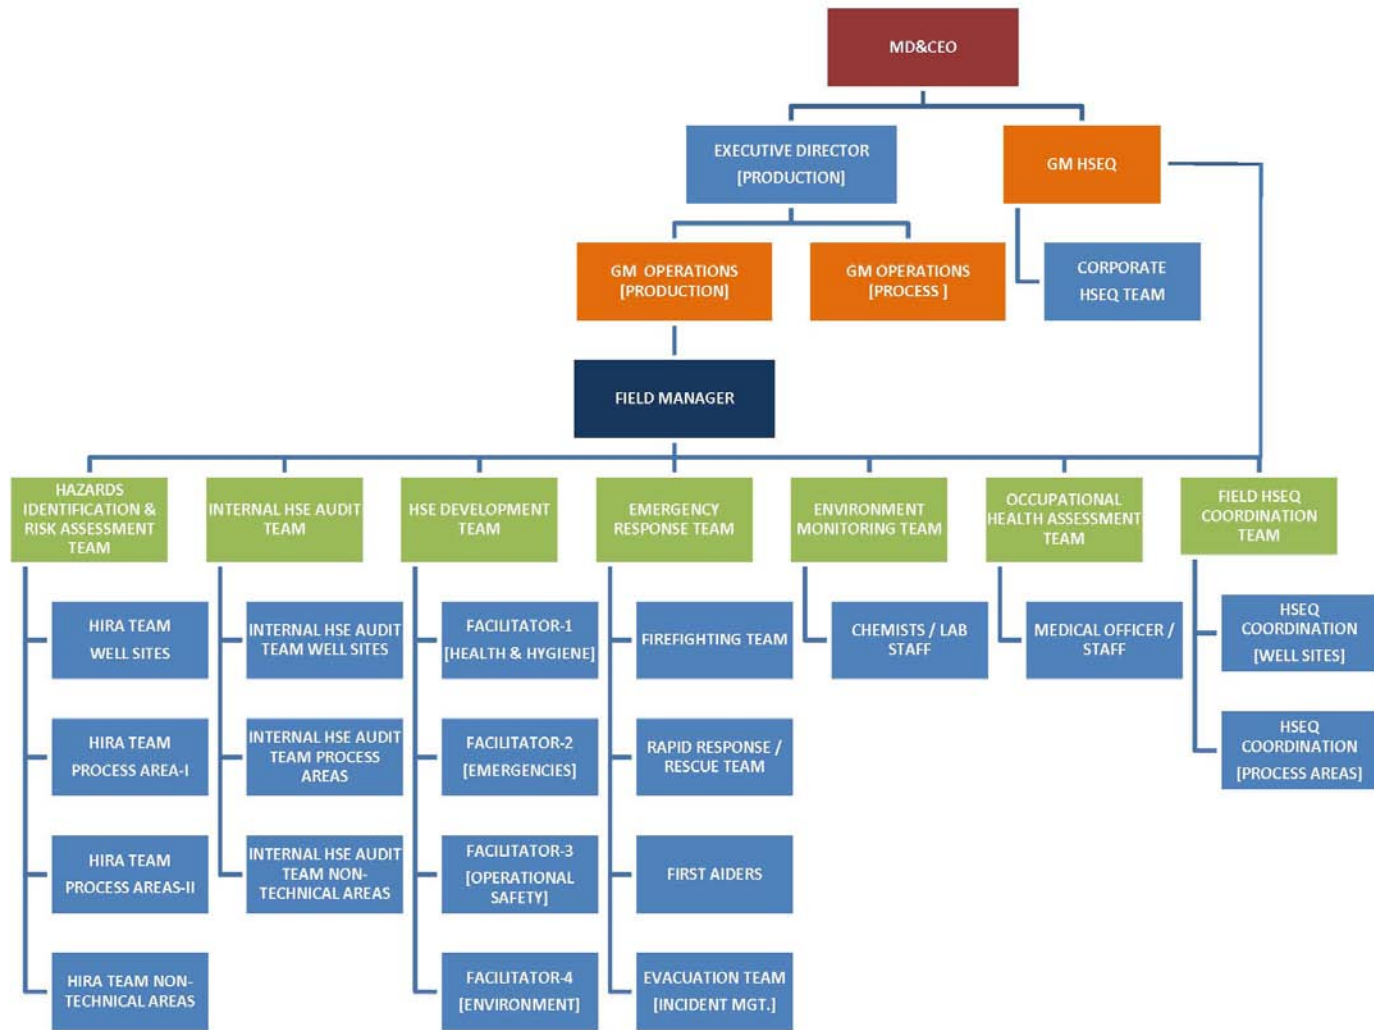 MD&CEO
EXECUTIVE DIRECTOR
[PRODUCTION]
GM HSEQ
GM OPERATIONS
[PRODUCTION]
GM OPERATIONS
[PROCESS ]
CORPORATE
HSEQ TEAM
FIELD MANAGER
HAZARDS
IDENTIFICATION &
RISK ASSESSMENT
TEAM
INTERNAL HSE AUDIT
TEAM
HSE DEVELOPMENT
TEAM
EMERGENCY
RESPONSE TEAM
ENVIRONMENT
MONITORING TEAM
OCCUPATIONAL
HEALTH ASSESSMENT
TEAM
FIELD HSEQ
COORDINATION
TEAM
HIRA TEAM
WELL SITES
INTERNAL HSE AUDIT
TEAM WELL SITES
FACILITATOR-1
[HEALTH & HYGIENE]
FIREFIGHTING TEAM
CHEMISTS / LAB
STAFF
MEDICAL OFFICER /
STAFF
HSEQ
COORDINATION
[WELL SITES]
HIRA TEAM
PROCESS AREA-I
INTERNAL HSE AUDIT
TEAM PROCESS
AREAS
FACILITATOR-2
[EMERGENCIES]
RAPID RESPONSE /
RESCUE TEAM
HSEQ
COORDINATION
[PROCESS AREAS]
HIRA TEAM
PROCESS AREAS-II
INTERNAL HSE AUDIT
TEAM NON-
TECHNICAL AREAS
FACILITATOR-3
[OPERATIONAL
SAFETY]
FIRST AIDERS
HIRA TEAM NON-
TECHNICAL AREAS
FACILITATOR-4
[ENVIRONMENT]
EVACUATION TEAM
[INCIDENT MGT.]